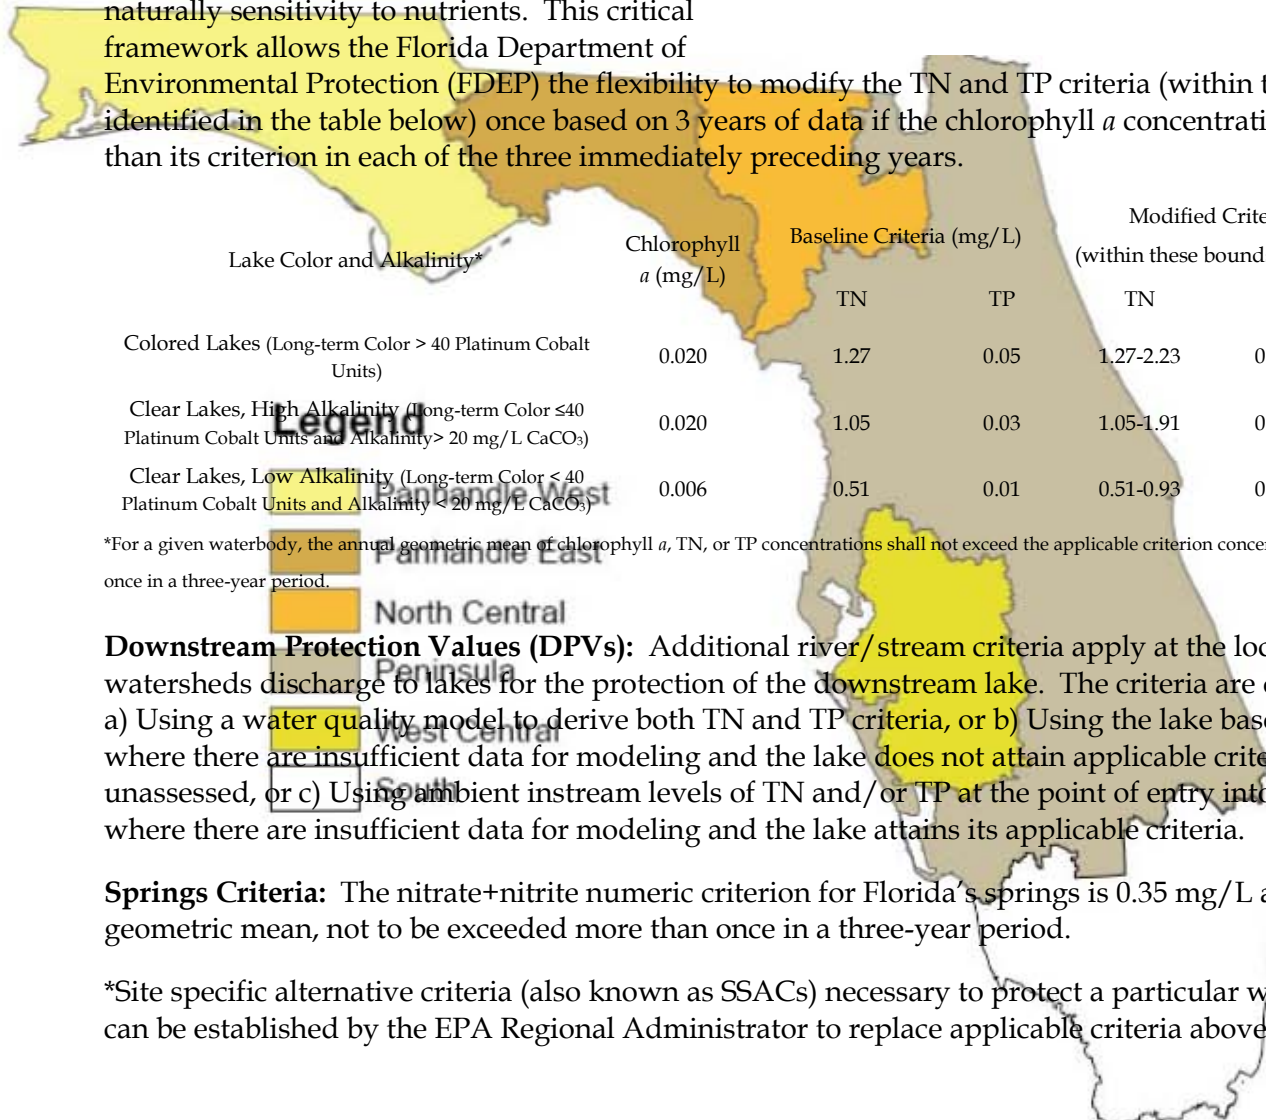 naturally sensitivity to nutrients. This critical
framework allows the Florida Department of
Environmental Protection (FDEP) the flexibility to modify the TN and TP criteria (within
identified in the table below) once based on 3 years of data if the chlorophyll a
than its criterion in each of the three immediately preceding years.
Lake Color and Alkalinity*
Chlorophyll
a (mg/L)
Baseline Criteria (mg/L)
Modified
(within these
TN TP TN
Colored Lakes (Long-term Color > 40 Platinum Cobalt
Units)
0.020 1.27 0.05 1.27-2.23
Clear Lakes, High Alkalinity (Long-term Color ≤40
Platinum Cobalt Units and Alkalinity> 20 mg/L CaCO₃)
0.020 1.05 0.03 1.05-1.91
Clear Lakes, Low Alkalinity (Long-term Color < 40
Platinum Cobalt Units and Alkalinity < 20 mg/L CaCO₃)
0.006 0.51 0.01 0.51-0.93
*For a given waterbody, the annual geometric mean of chlorophyll a, TN, or TP concentrations shall not exceed the applicable criterion
once in a three-year period.
Legend
Panhandle West
Panhandle East
North Central
Peninsula
West Central
South
Downstream Protection Values (DPVs): Additional river/stream criteria apply at the
watersheds discharge to lakes for the protection of the downstream lake. The criteria are
a) Using a water quality model to derive both TN and TP criteria, or b) Using the lake
where there are insufficient data for modeling and the lake does not attain applicable
unassessed, or c) Using ambient instream levels of TN and/or TP at the point of entry
where there are insufficient data for modeling and the lake attains its applicable criteria.
Springs Criteria: The nitrate+nitrite numeric criterion for Florida's springs is 0.35 mg/L
geometric mean, not to be exceeded more than once in a three-year period.
*Site specific alternative criteria (also known as SSACs) necessary to protect a particular
can be established by the EPA Regional Administrator to replace applicable criteria above